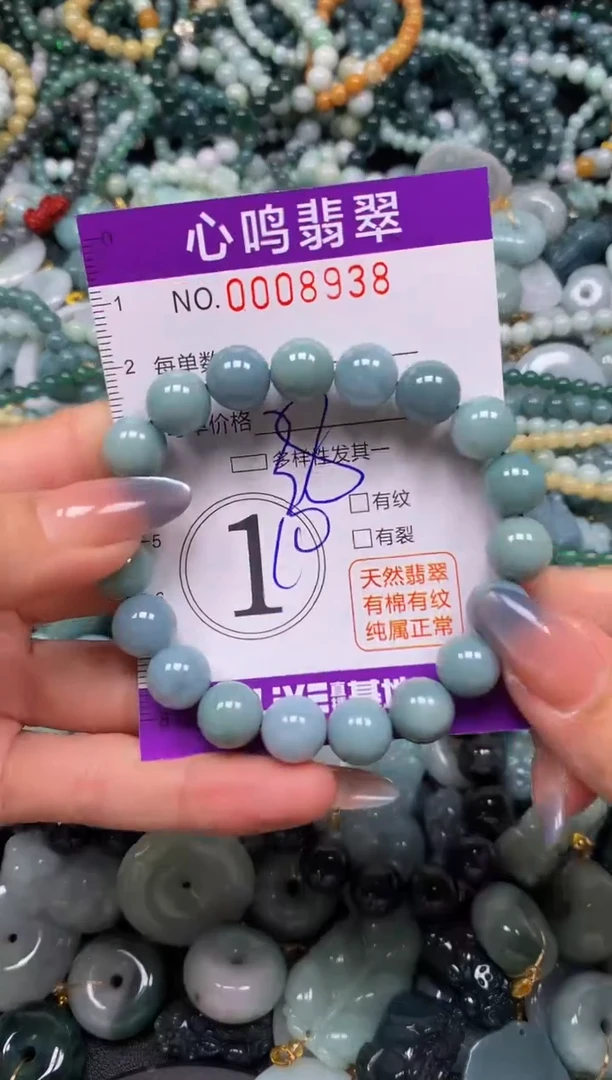 心鸣翡翠
NO.0008938
1
2
每单数
价格
多样性发其一
有纹
5
1
有裂
天然翡翠
有棉有纹
纯属正常